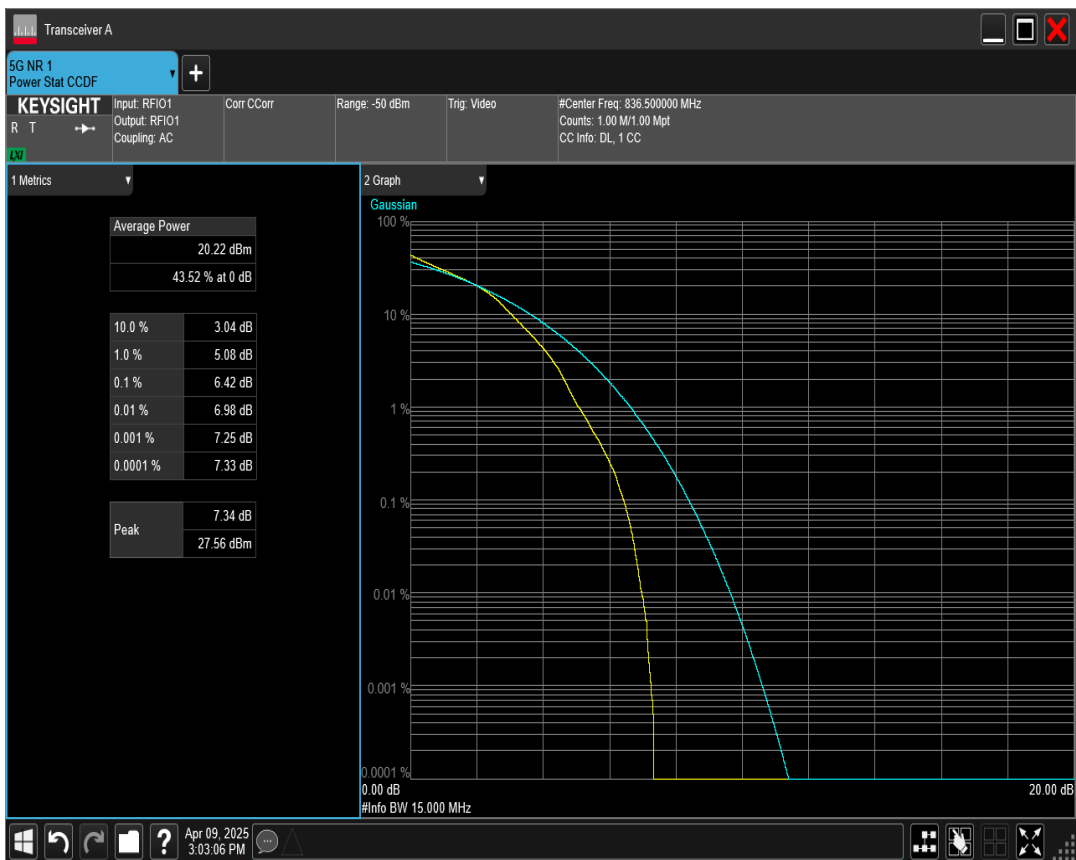 Transceiver A
5G NR 1
Power Stat CCDF
KEYSIGHT
R T
LXI
Input: RFIO1
Output: RFIO1
Coupling: AC
Corr CCorr
Range: -50 dBm
Trig: Video
#Center Freq: 836.500000 MHz
Counts: 1.00 M/1.00 Mpt
CC Info: DL, 1 CC
1 Metrics
Average Power
20.22 dBm
43.52 % at 0 dB
10.0 % 3.04 dB
1.0 % 5.08 dB
0.1 % 6.42 dB
0.01 % 6.98 dB
0.001 % 7.25 dB
0.0001 % 7.33 dB
Peak
7.34 dB
27.56 dBm
2 Graph
Gaussian
100 %
10 %
1 %
0.1 %
0.01 %
0.001 %
0.0001 %
0.00 dB 20.00 dB
#Info BW 15.000 MHz
?
Apr 09, 2025
3:03:06 PM